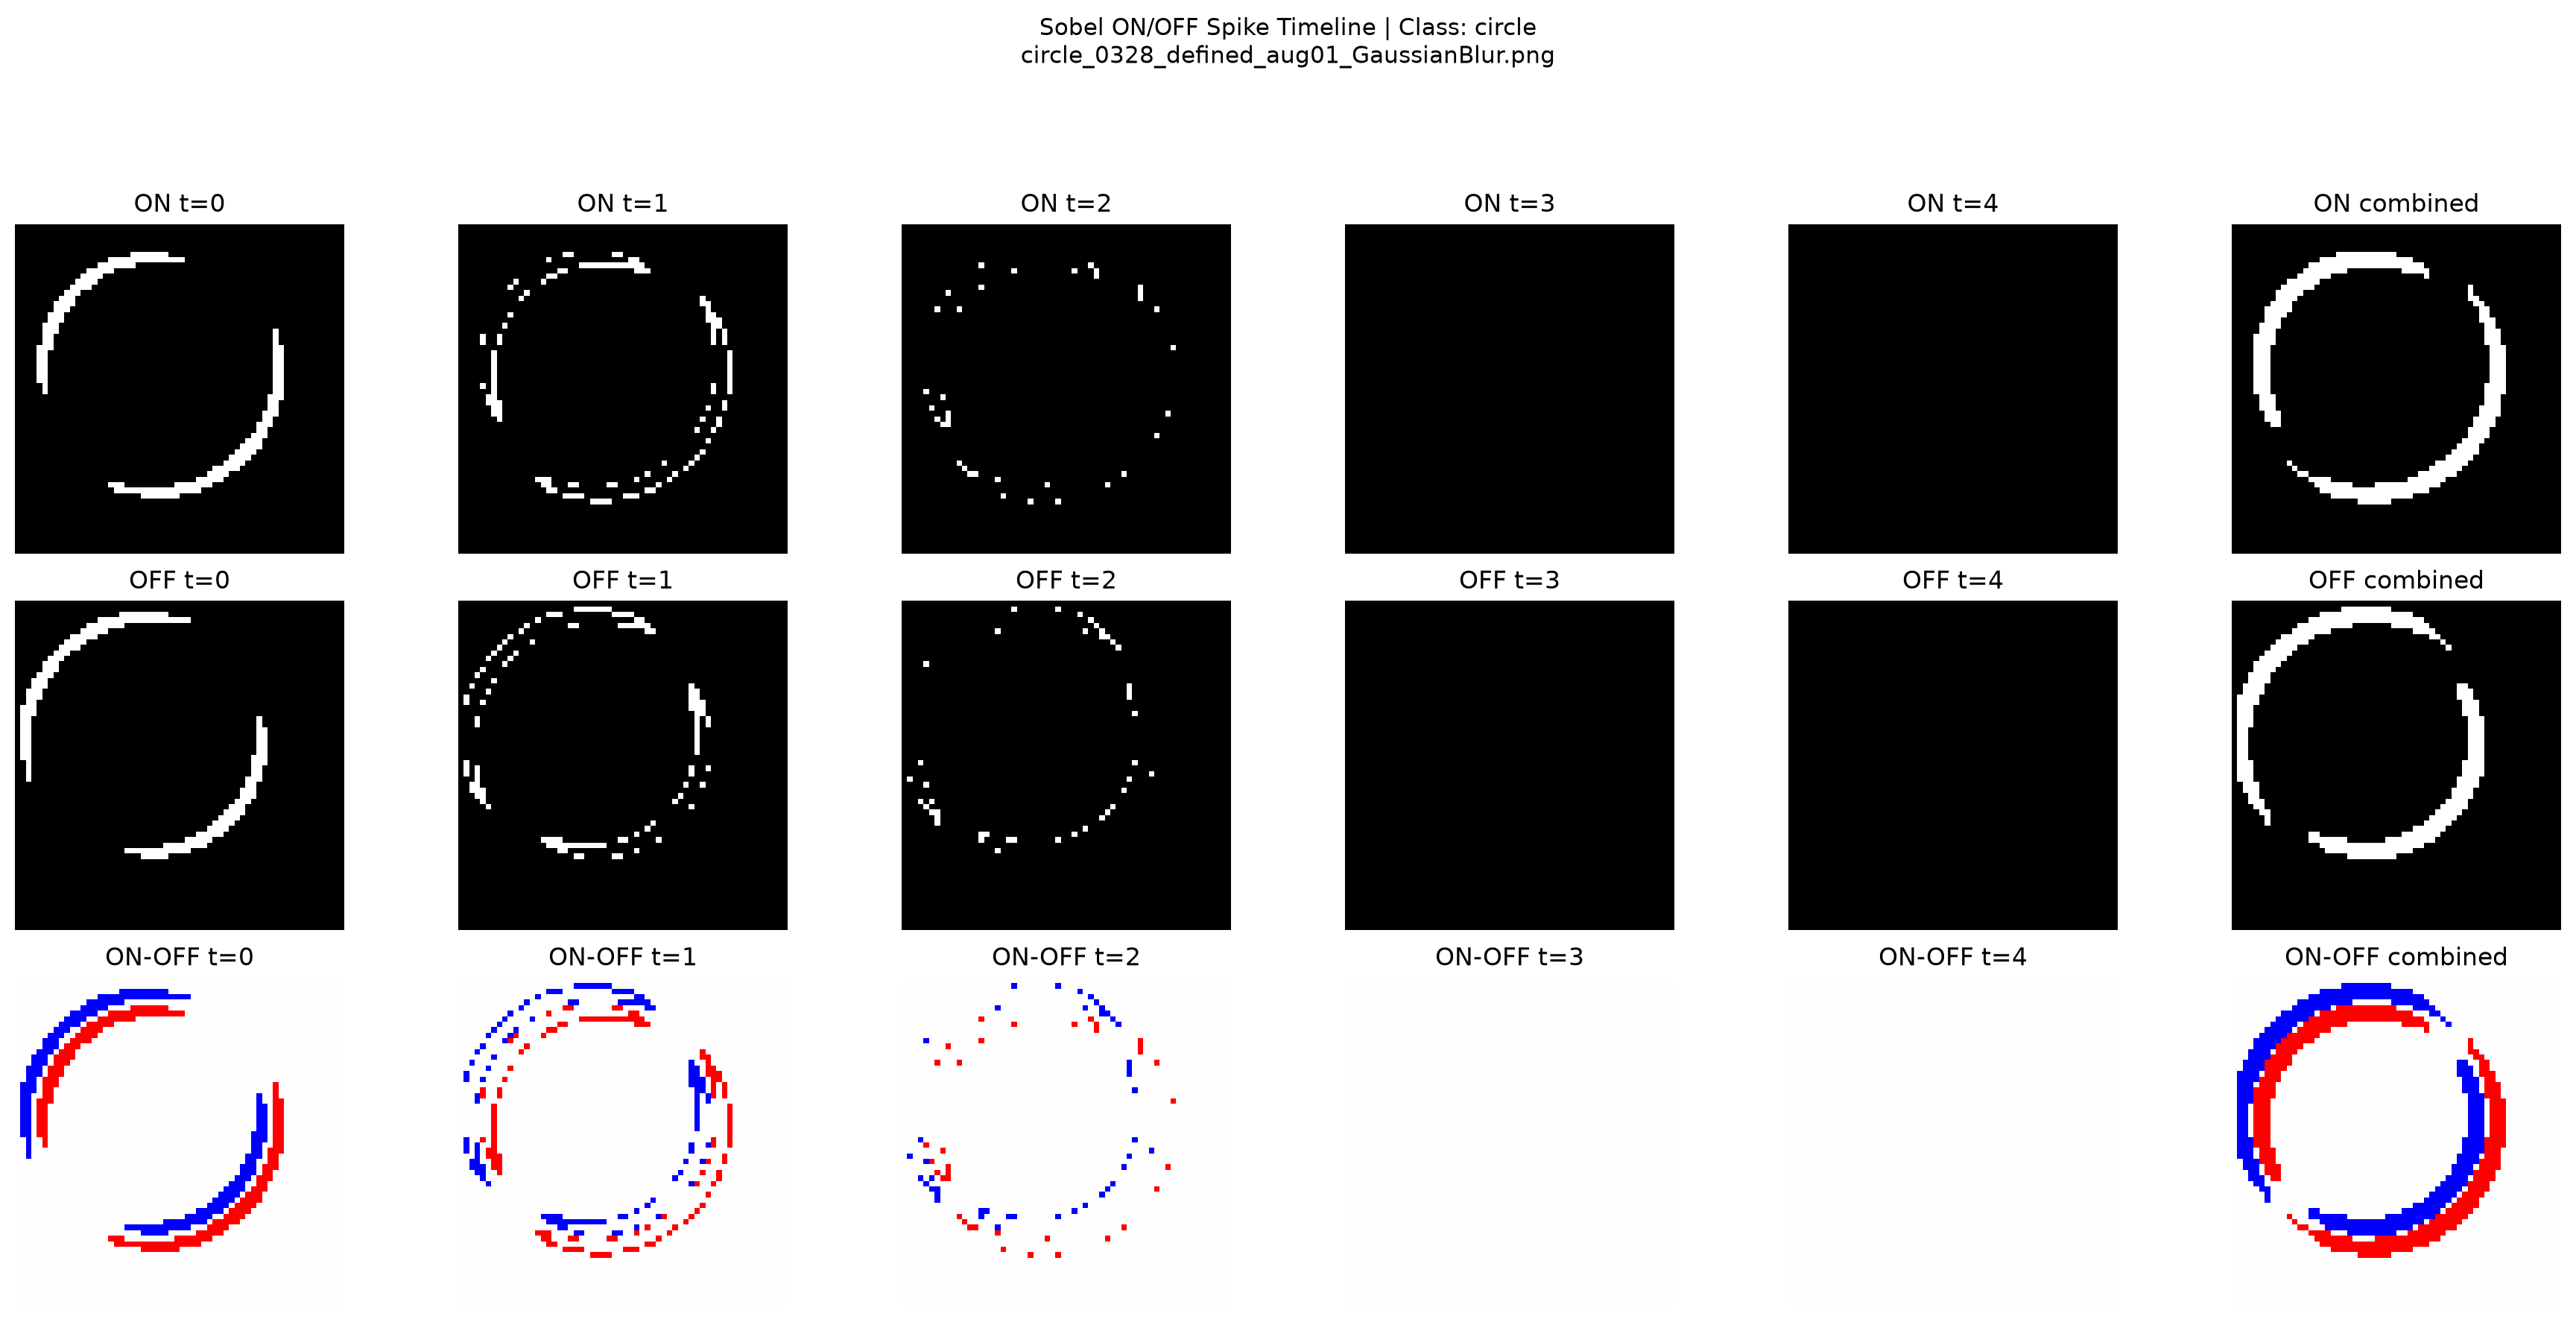 Sobel ON/OFF Spike Timeline | Class: circle
circle_0328_defined_aug01_GaussianBlur.png
ON t=0
ON t=1
ON t=2
ON t=3
ON t=4
ON combined
OFF t=0
OFF t=1
OFF t=2
OFF t=3
OFF t=4
OFF combined
ON-OFF t=0
ON-OFF t=1
ON-OFF t=2
ON-OFF t=3
ON-OFF t=4
ON-OFF combined